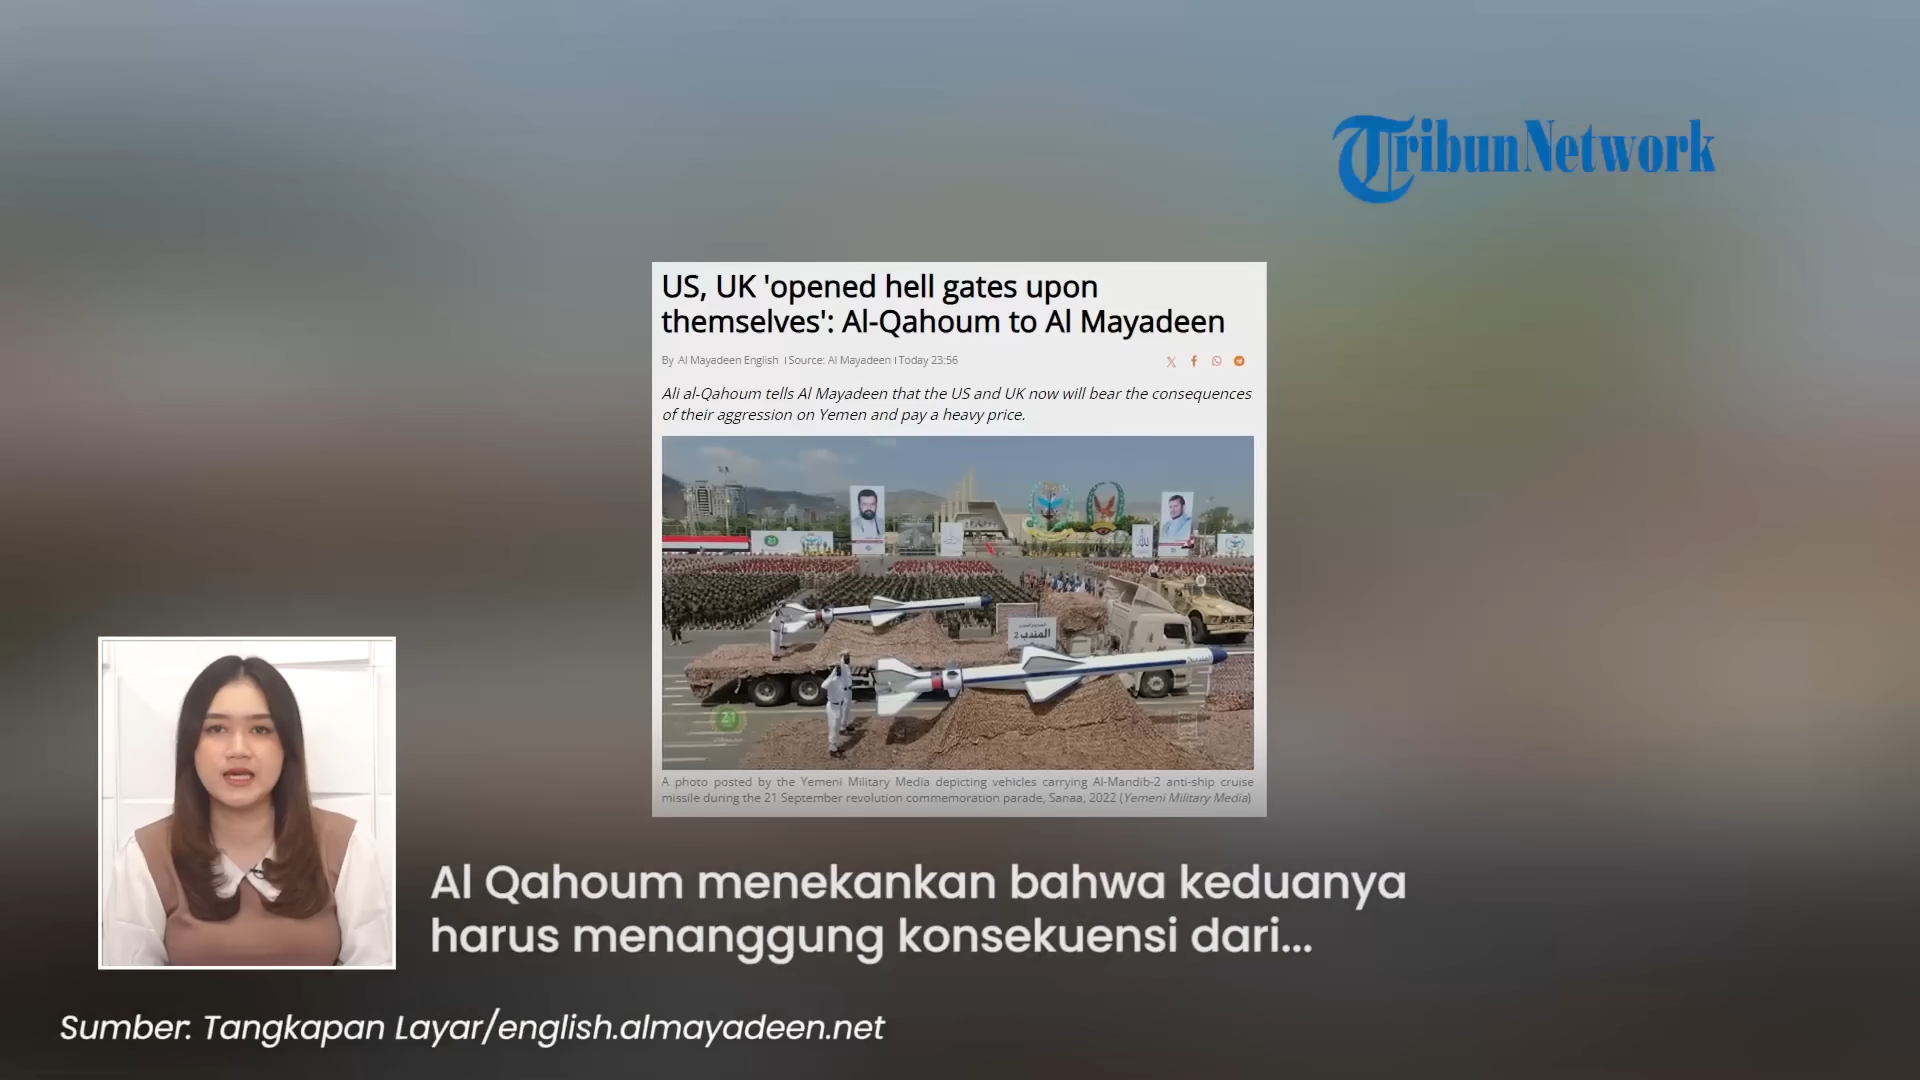 TribunNetwork
US, UK 'opened hell gates upon
themselves': Al-Qahoum to Al Mayadeen
By Al Mayadeen English | Source: Al Mayadeen | Today 23:56
Ali al-Qahoum tells Al Mayadeen that the US and UK now will bear the consequences
of their aggression on Yemen and pay a heavy price.
المندب 2
21
A photo posted by the Yemeni Military Media depicting vehicles carrying Al-Mandib-2 anti-ship cruise
missile during the 21 September revolution commemoration parade, Sanaa, 2022 (Yemeni Military Media)
Al Qahoum menekankan bahwa keduanya
harus menanggung konsekuensi dari...
Sumber: Tangkapan Layar/english.almayadeen.net